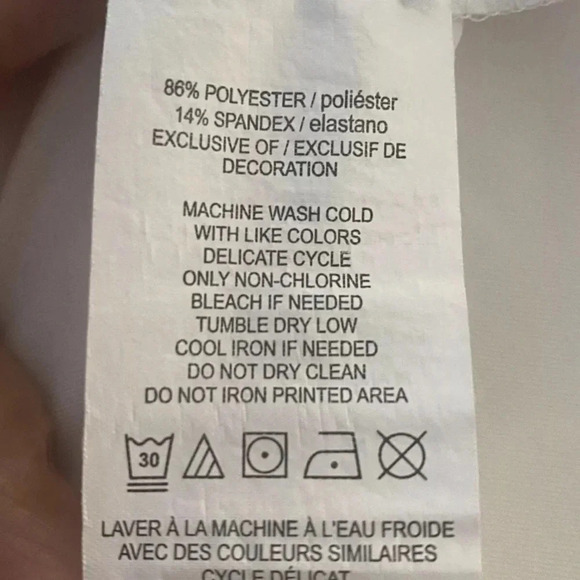 86% POLYESTER / poliéster
14% SPANDEX / elastano
EXCLUSIVE OF / EXCLUSIF DE
DECORATION
MACHINE WASH COLD
WITH LIKE COLORS
DELICATE CYCLE
ONLY NON-CHLORINE
BLEACH IF NEEDED
TUMBLE DRY LOW
COOL IRON IF NEEDED
DO NOT DRY CLEAN
DO NOT IRON PRINTED AREA
30
LAVER À LA MACHINE À L'EAU FROIDE
AVEC DES COULEURS SIMILAIRES
CYCLE DÉLICAT